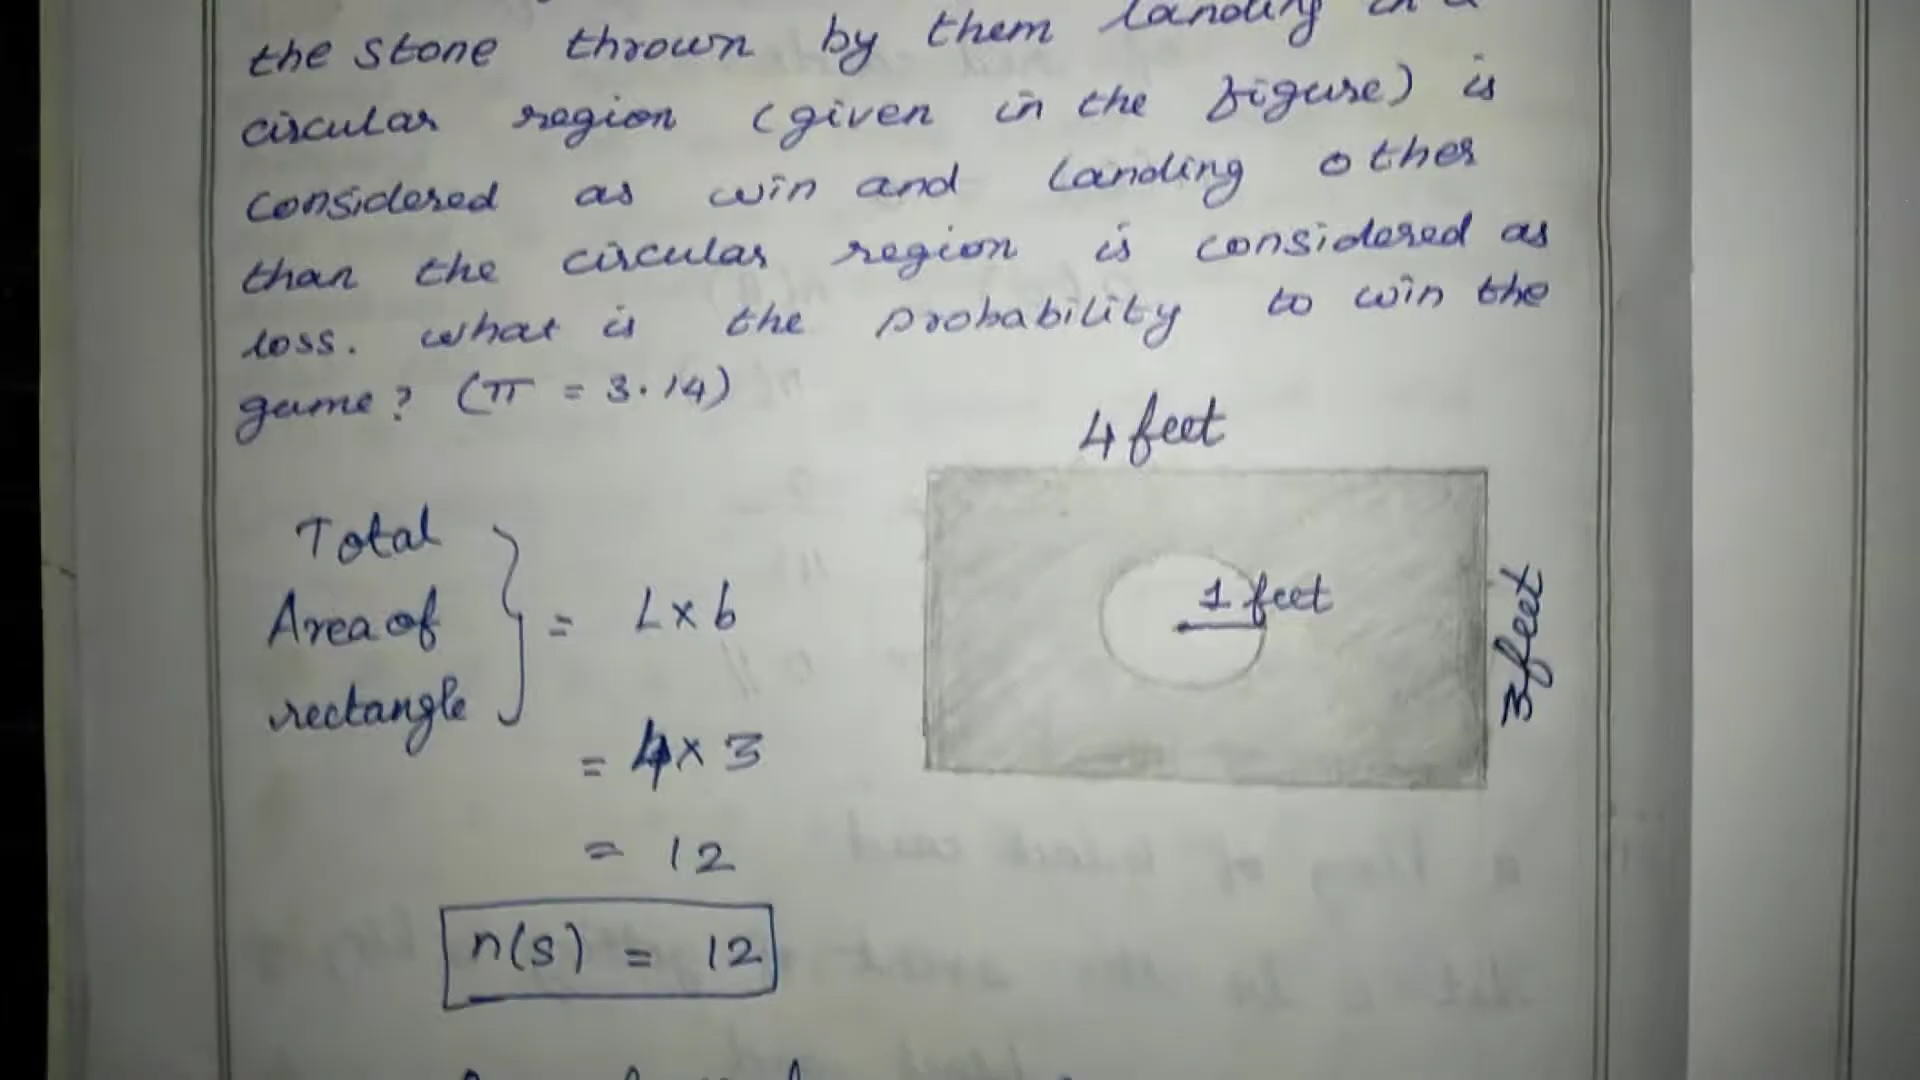 the stone thrown by them landing in a
circular region (given in the figure) is
considered as win and landing other
than the circular region is considered as
loss. what is the probability to win the
game? (π = 3.14)
4 feet
1 feet
3 feet
Total
Area of
rectangle
= L × b
= 4 × 3
= 12
n(s) = 12